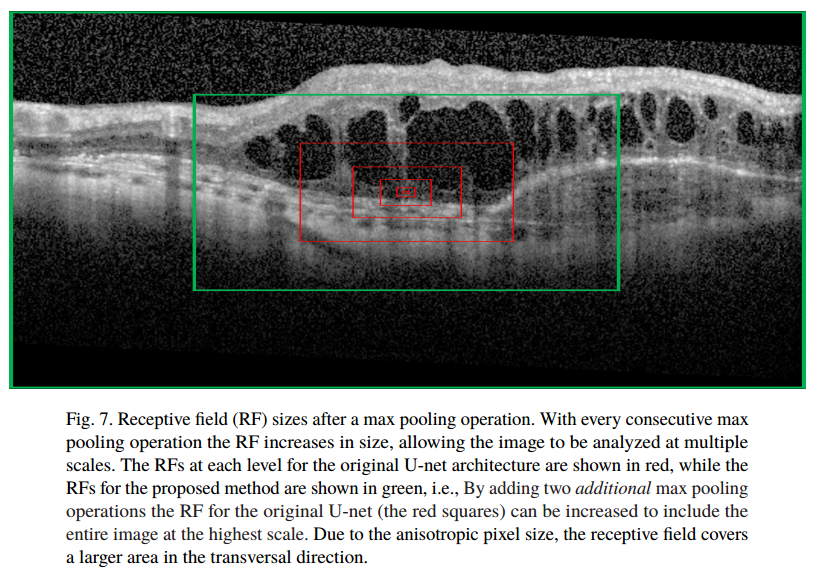 Fig. 7. Receptive field (RF) sizes after a max pooling operation. With every consecutive max
pooling operation the RF increases in size, allowing the image to be analyzed at multiple
scales. The RFs at each level for the original U-net architecture are shown in red, while the
RFs for the proposed method are shown in green, i.e., By adding two additional max pooling
operations the RF for the original U-net (the red squares) can be increased to include the
entire image at the highest scale. Due to the anisotropic pixel size, the receptive field covers
a larger area in the transversal direction.